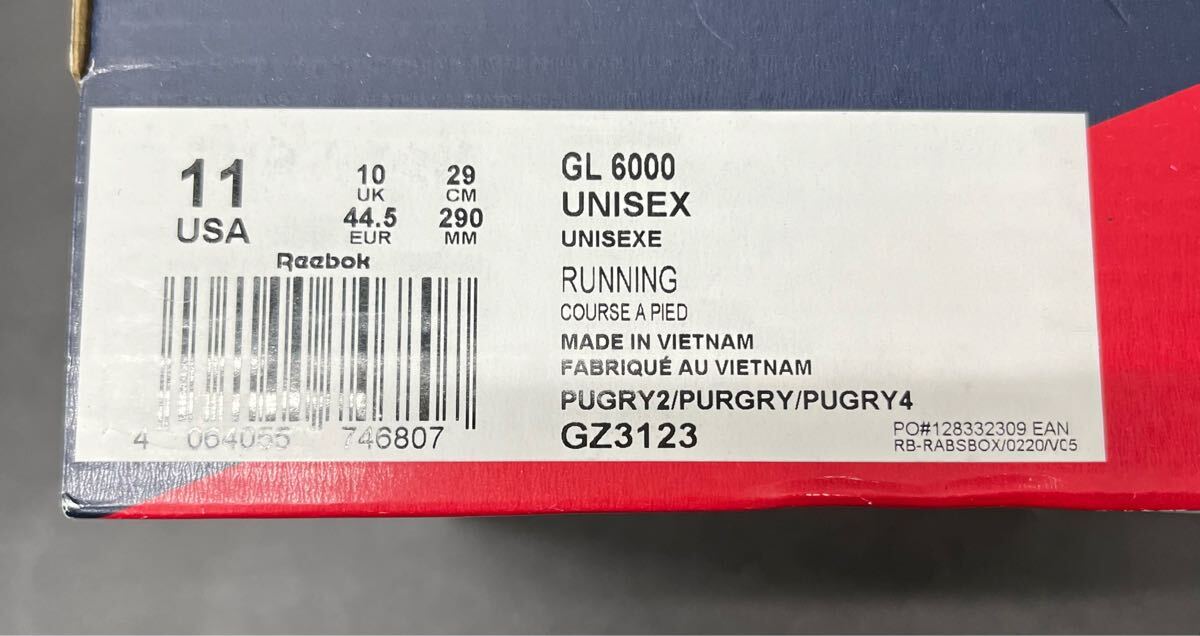 11
USA
10
UK
44.5
EUR
29
CM
290
MM
Reebok
4 064055 746807
GL 6000
UNISEX
UNISEXE
RUNNING
COURSE A PIED
MADE IN VIETNAM
FABRIQUÉ AU VIETNAM
PUGRY2/PURGRY/PUGRY4
GZ3123
PO#128332309 EAN
RB-RABSBOX/0220/V05